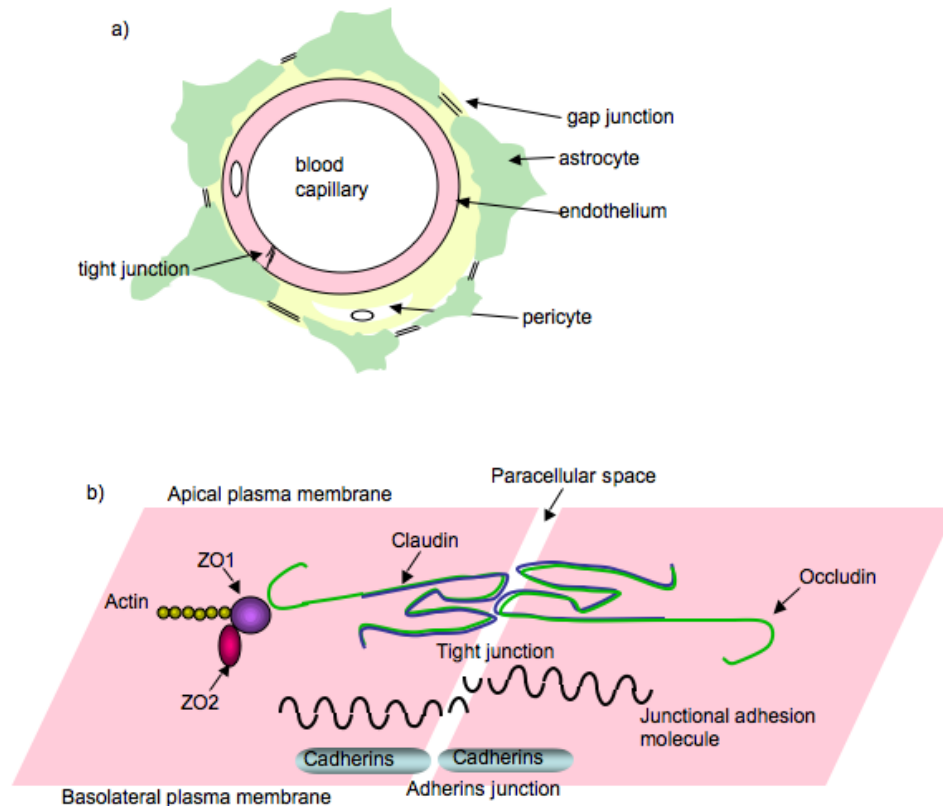 a)
gap junction
astrocyte
blood
capillary
endothelium
tight junction
pericyte
b)
Paracellular space
Apical plasma membrane
ZO1
Claudin
Occludin
Actin
Tight junction
ZO2
Junctional adhesion
molecule
Cadherins
Cadherins
Adherins junction
Basolateral plasma membrane